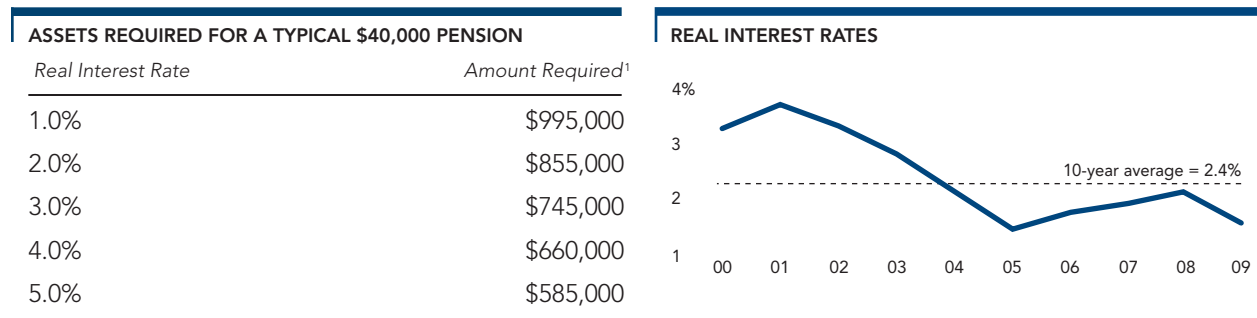 ASSETS REQUIRED FOR A TYPICAL $40,000 PENSION
Real Interest Rate Amount Required¹
1.0% $995,000
2.0% $855,000
3.0% $745,000
4.0% $660,000
5.0% $585,000
REAL INTEREST RATES
4%
3
10-year average = 2.4%
2
1
00 01 02 03 04 05 06 07 08 09